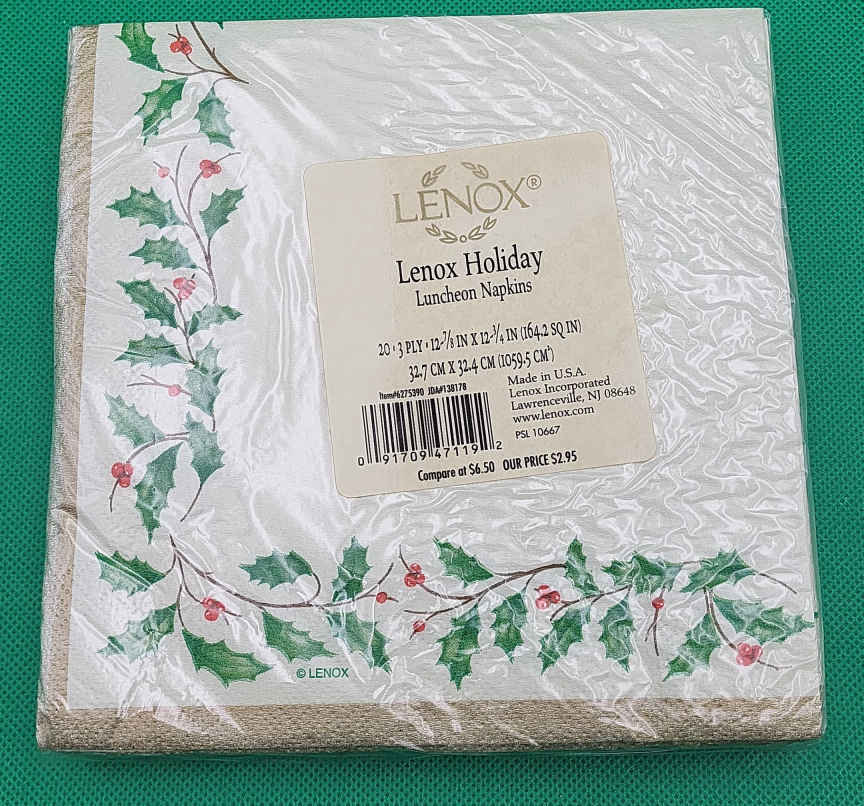 LENOX®
Lenox Holiday
Luncheon Napkins
20 • 3 PLY • 12-7/8 IN X 12-3/4 IN (164.2 SQ IN)
32.7 CM X 32.4 CM (1059.5 CM²)
Item#6275390 JDA#138178
0 91709 47119 2
Made in U.S.A.
Lenox Incorporated
Lawrenceville, NJ 08648
www.lenox.com
PSL 10667
Compare at $6.50 OUR PRICE $2.95
© LENOX